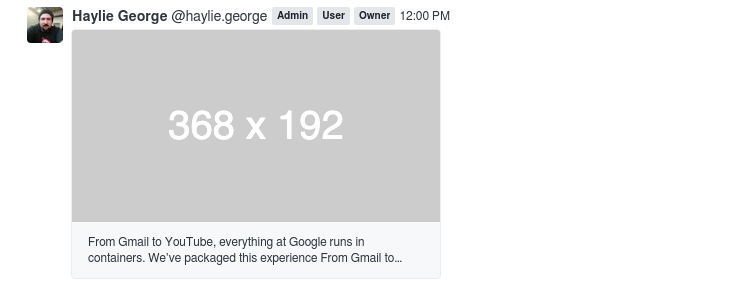 Haylie George @haylie.george Admin User Owner 12:00 PM
368 x 192
From Gmail to YouTube, everything at Google runs in
containers. We've packaged this experience From Gmail to...